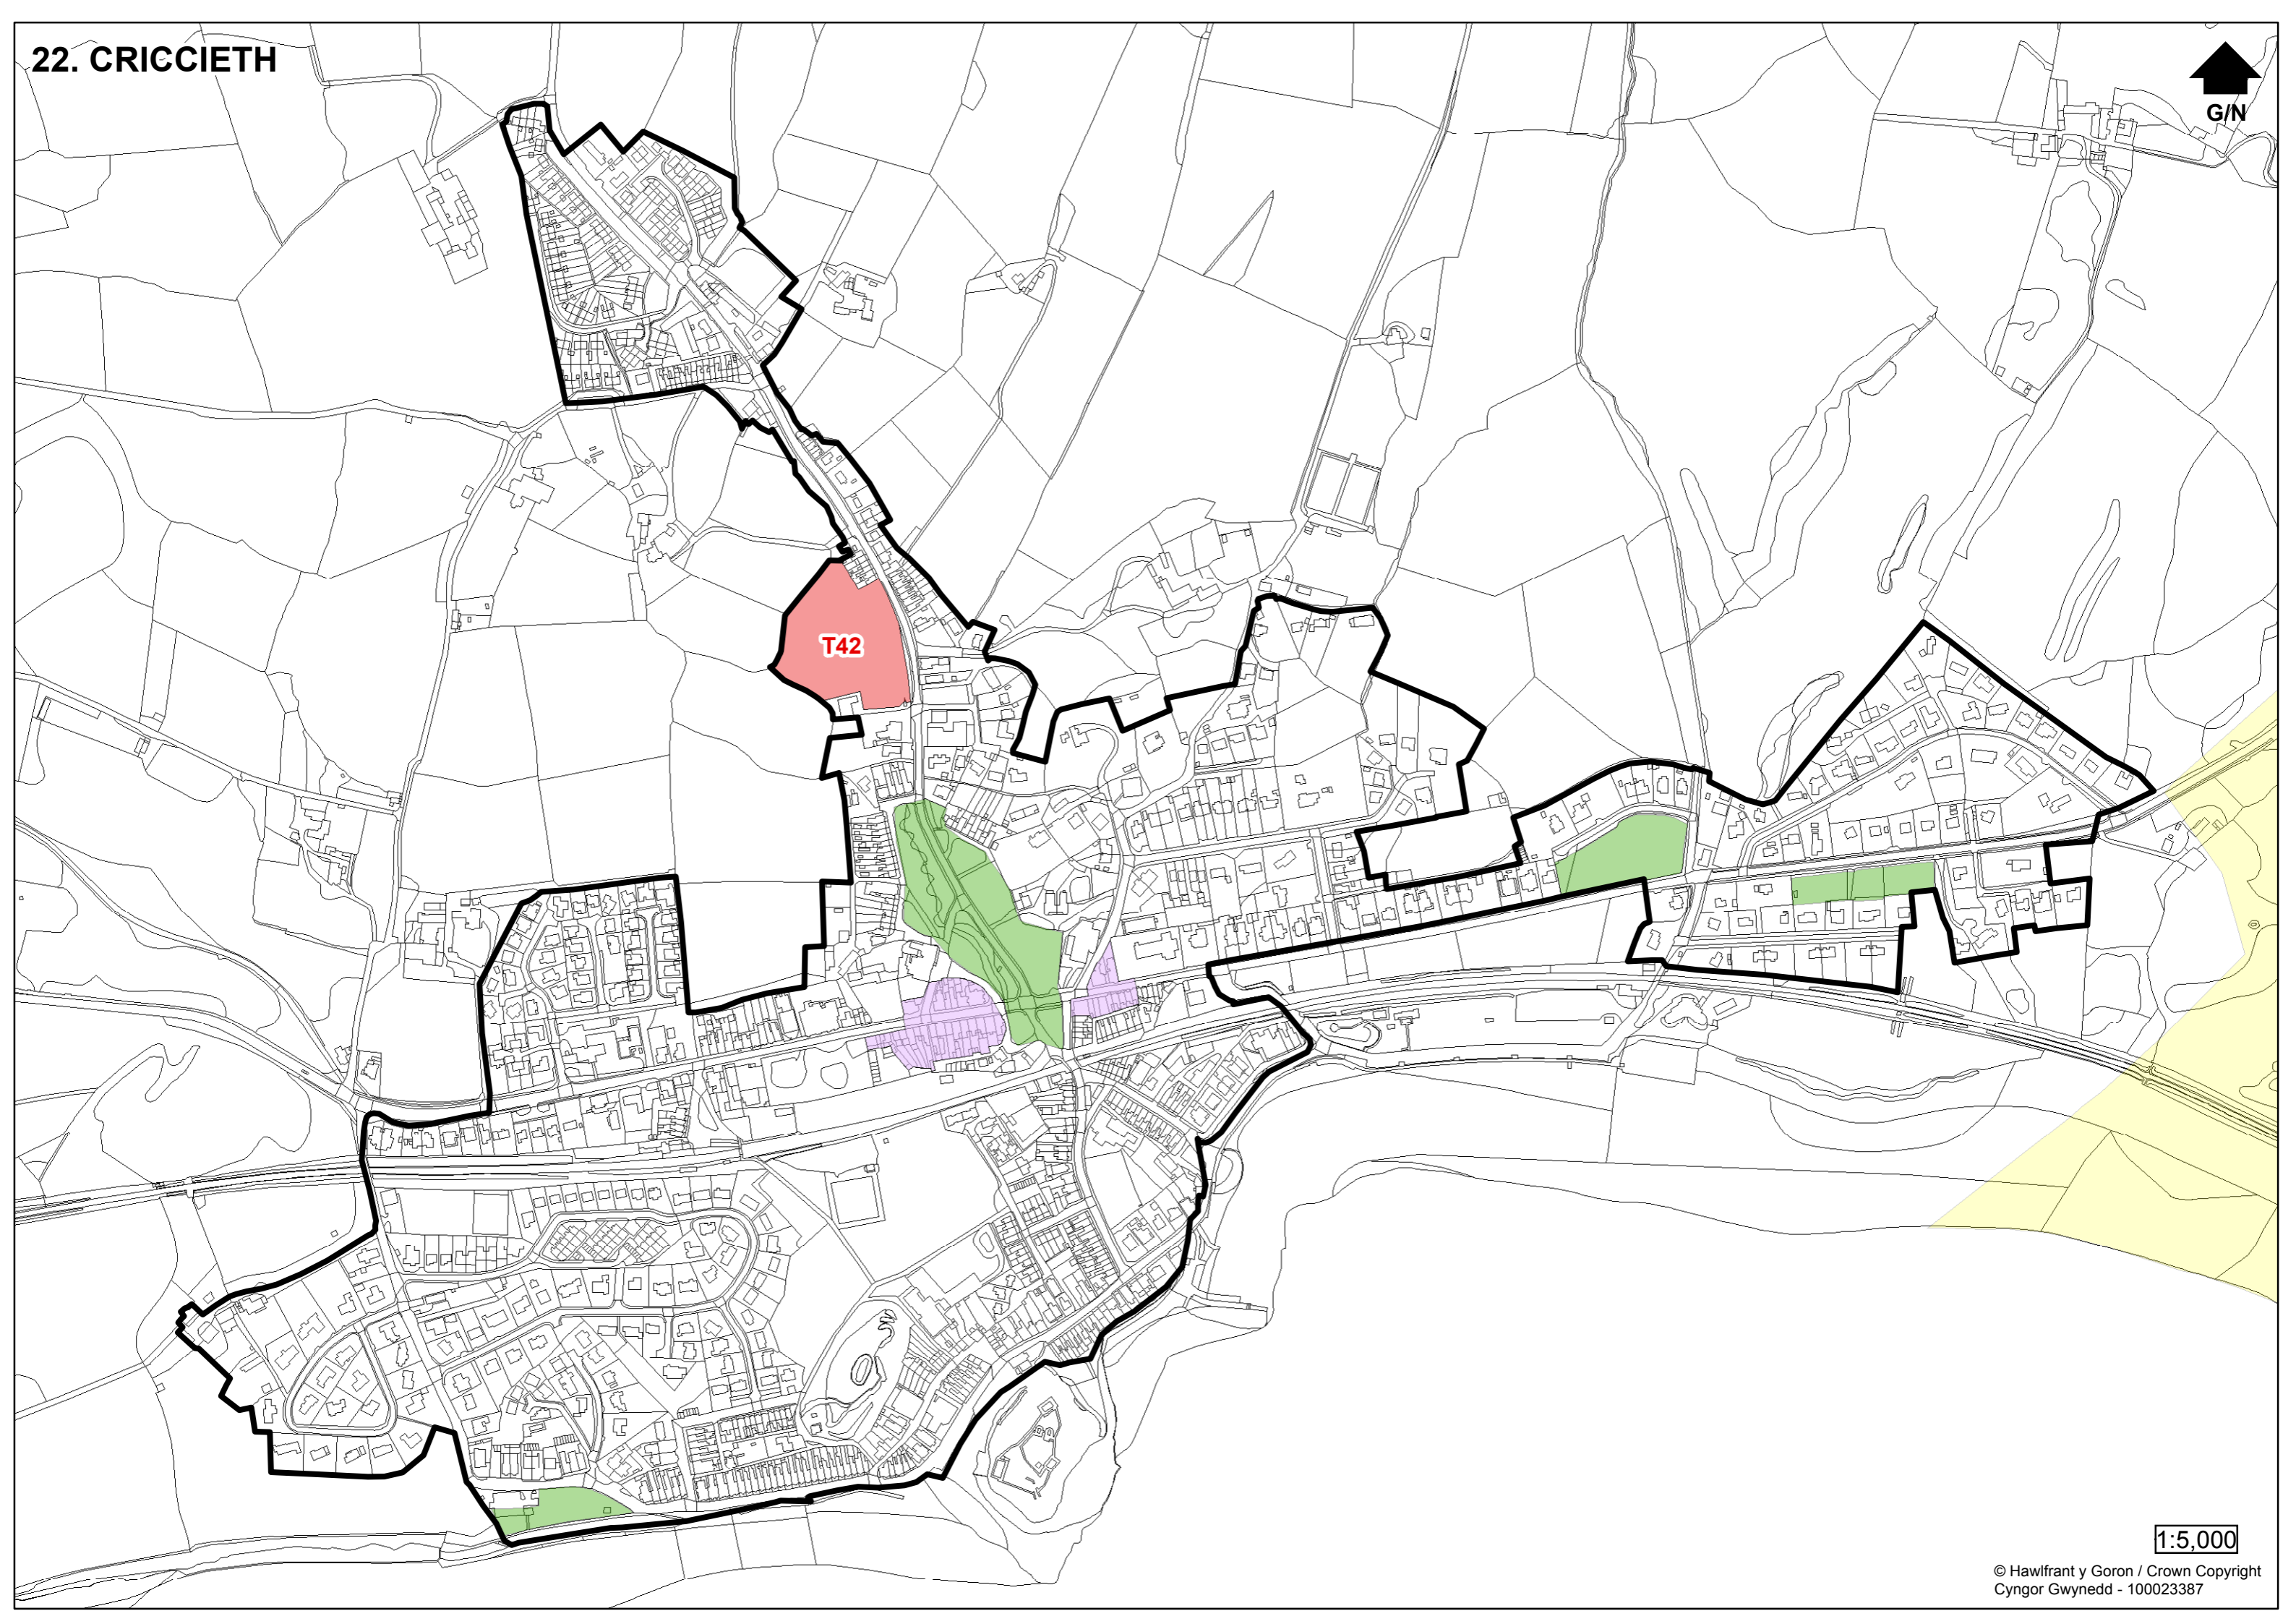 22. CRICCIETH
G/N
T42
1:5,000
© Hawlfrant y Goron / Crown Copyright
Cyngor Gwynedd - 100023387